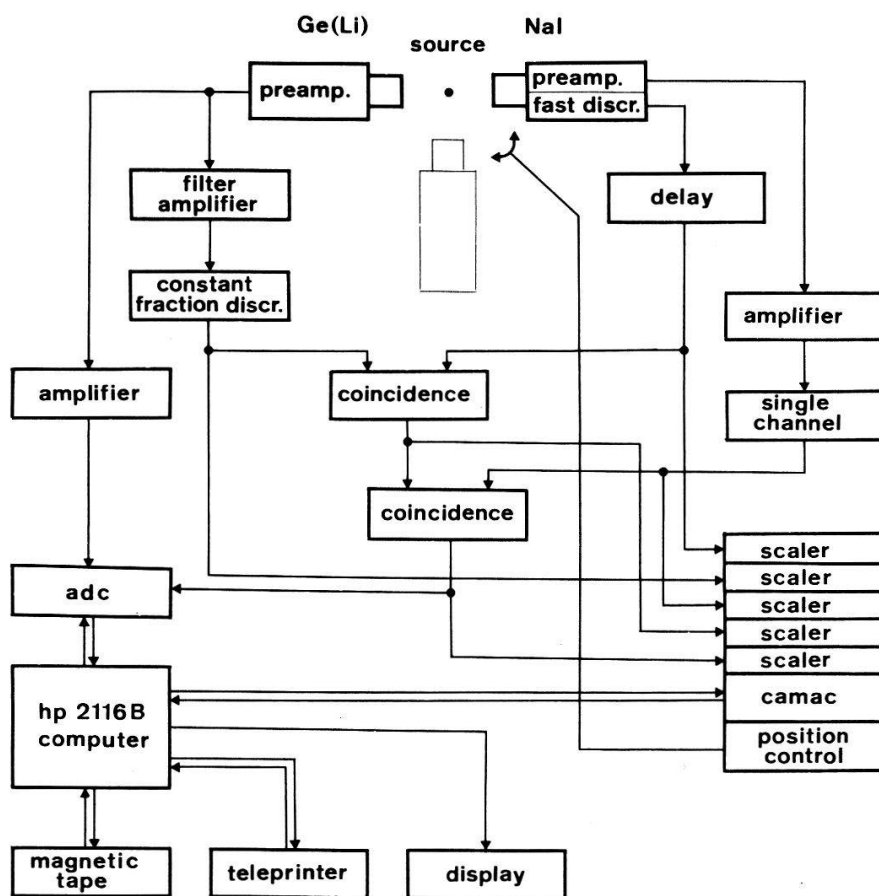 Ge(Li)
source
NaI
preamp.
preamp.
fast discr.
filter
amplifier
delay
constant
fraction discr.
amplifier
amplifier
coincidence
single
channel
coincidence
scaler
adc
scaler
scaler
scaler
scaler
hp 2116B
computer
camac
position
control
magnetic
tape
teleprinter
display